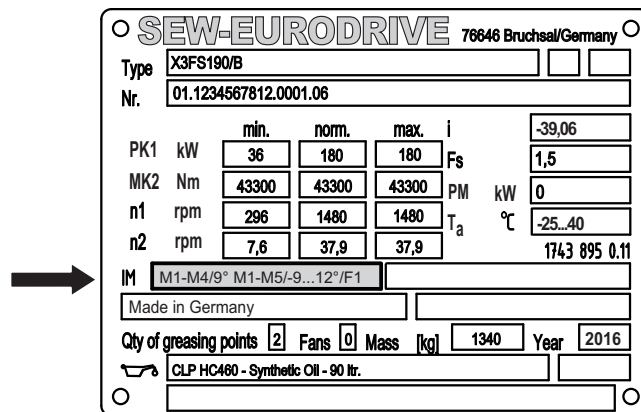 SEW-EURODRIVE 76646 Bruchsal/Germany
Type X3FS190/B
Nr. 01.1234567812.0001.06
min. norm. max. i -39,06
PK1 kW 36 180 180 Fs 1,5
MK2 Nm 43300 43300 43300 PM kW 0
n1 rpm 296 1480 1480 Ta °C -25...40
n2 rpm 7,6 37,9 37,9 1743 895 0.11
IM M1-M4/9° M1-M5/-9...12°/F1
Made in Germany
Qty of greasing points 2 Fans 0 Mass [kg] 1340 Year 2016
CLP HC460 - Synthetic Oil - 90 ltr.